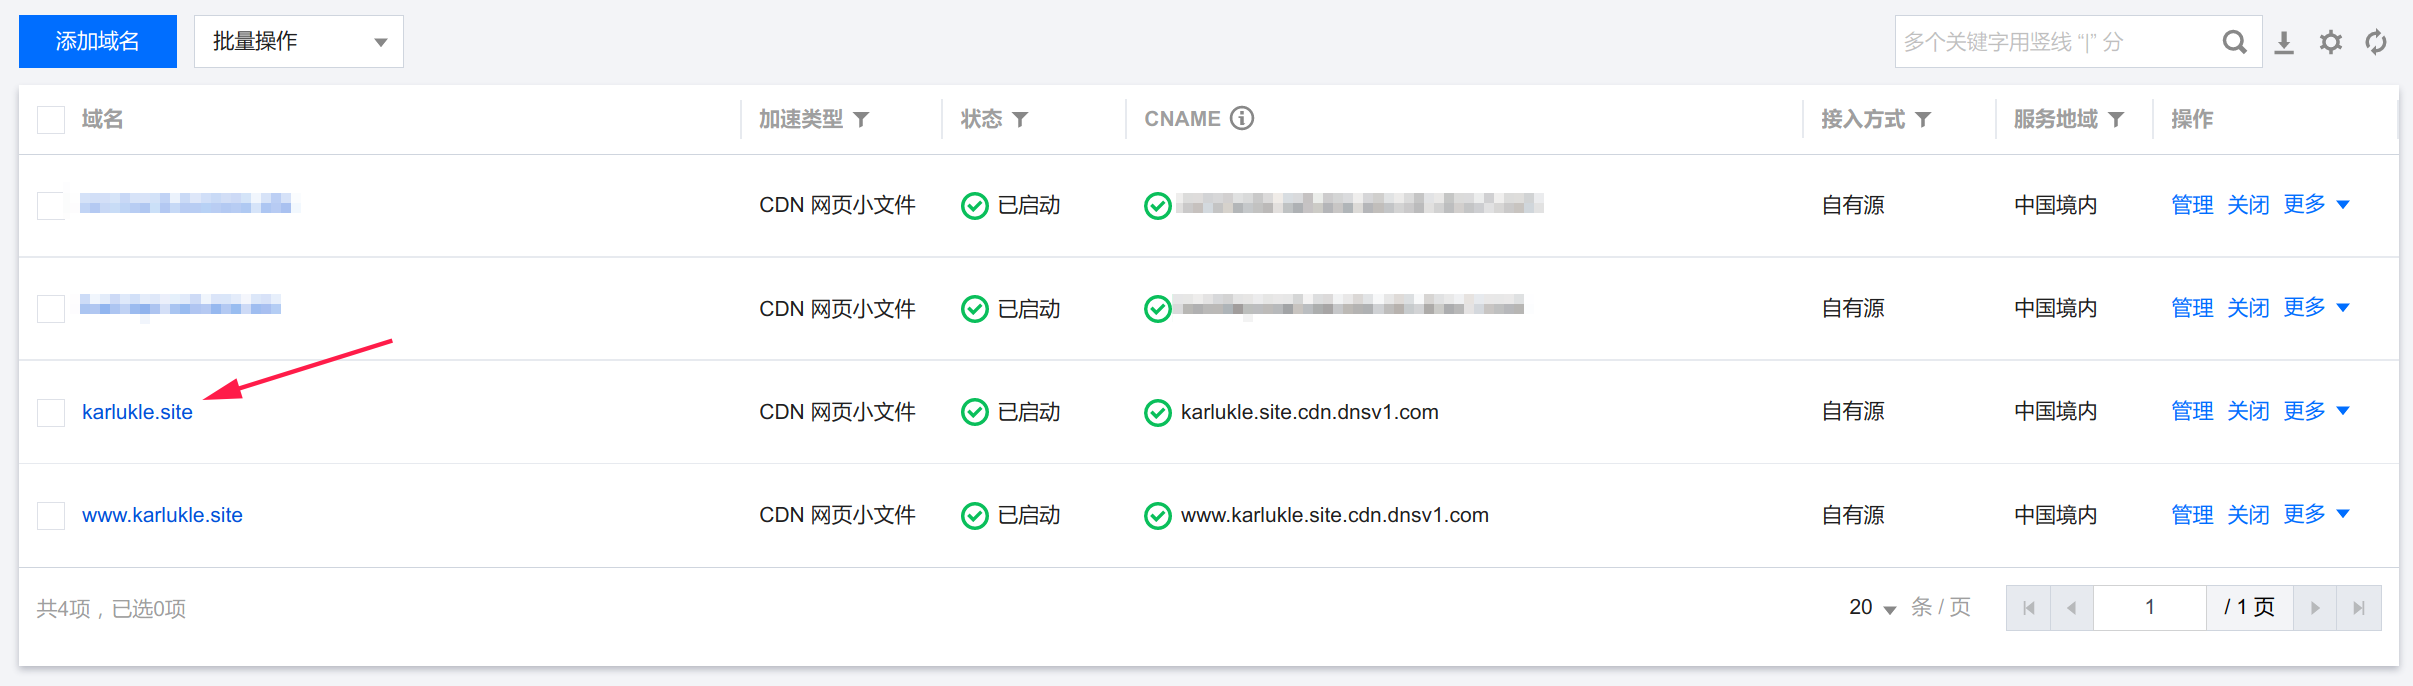 添加域名 批量操作 多个关键字用竖线 “|” 分
域名 加速类型 状态 CNAME 接入方式 服务地域 操作
CDN 网页小文件 已启动 自有源 中国境内 管理 关闭 更多
CDN 网页小文件 已启动 自有源 中国境内 管理 关闭 更多
karlukle.site CDN 网页小文件 已启动 karlukle.site.cdn.dnsv1.com 自有源 中国境内 管理 关闭 更多
www.karlukle.site CDN 网页小文件 已启动 www.karlukle.site.cdn.dnsv1.com 自有源 中国境内 管理 关闭 更多
共4项，已选0项 20 条 / 页 1 / 1 页